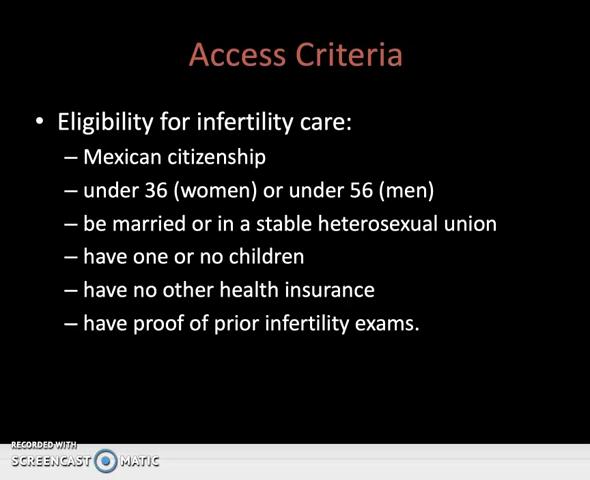 Access Criteria
• Eligibility for infertility care:
– Mexican citizenship
– under 36 (women) or under 56 (men)
– be married or in a stable heterosexual union
– have one or no children
– have no other health insurance
– have proof of prior infertility exams.
RECORDED WITH
SCREENCAST MATIC